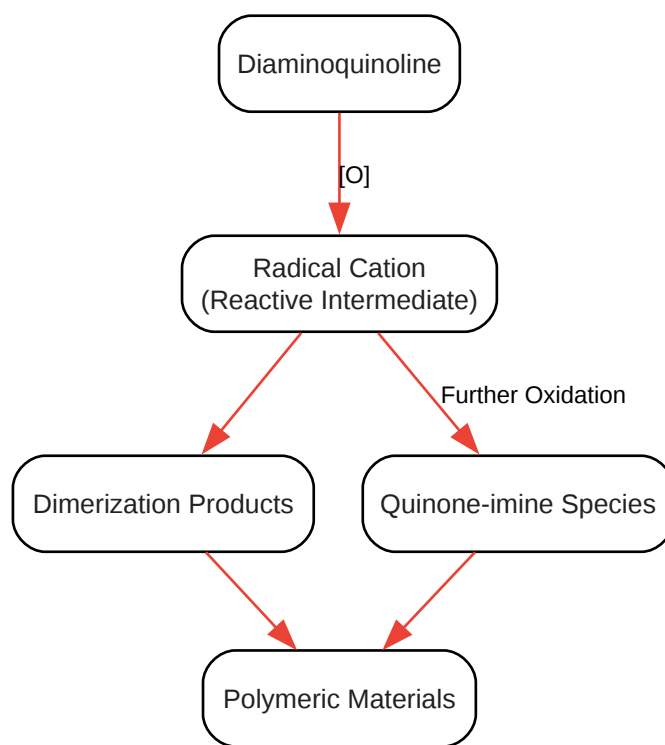 Diaminoquinoline
[O]
Radical Cation
(Reactive Intermediate)
Further Oxidation
Dimerization Products
Quinone-imine Species
Polymeric Materials